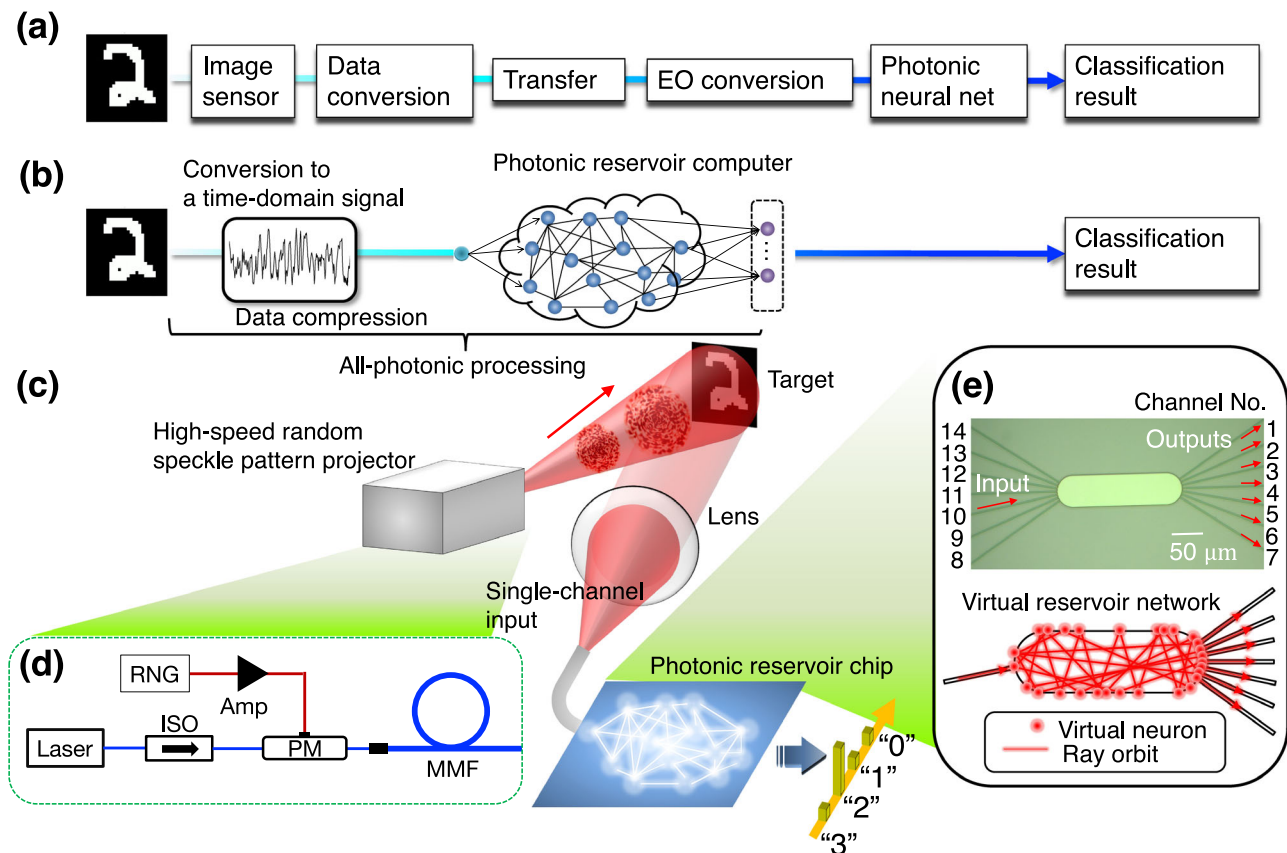 (a)
Image
sensor
Data
conversion
Transfer
EO conversion
Photonic
neural net
Classification
result
(b)
Conversion to
a time-domain signal
Data compression
Photonic reservoir computer
Classification
result
All-photonic processing
(c)
High-speed random
speckle pattern projector
Target
Lens
Single-channel
input
Photonic reservoir chip
"0"
"1"
"2"
"3"
(d)
RNG
Amp
Laser
ISO
PM
MMF
(e)
Channel No.
14
13
12
11
10
9
8
Input
Outputs
1
2
3
4
5
6
7
50 μm
Virtual reservoir network
Virtual neuron
Ray orbit